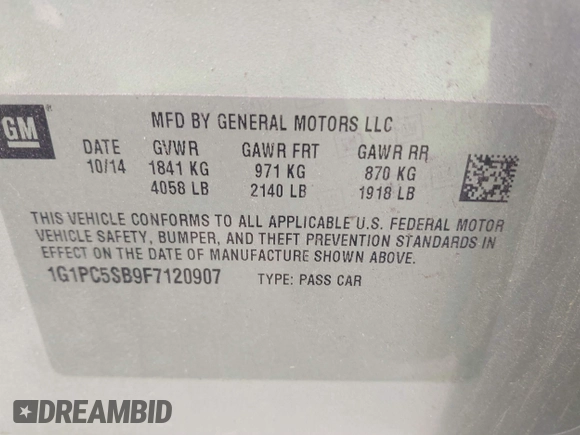 GM
MFD BY GENERAL MOTORS LLC
DATE GVWR GAWR FRT GAWR RR
10/14 1841 KG 971 KG 870 KG
4058 LB 2140 LB 1918 LB
THIS VEHICLE CONFORMS TO ALL APPLICABLE U.S. FEDERAL MOTOR
VEHICLE SAFETY, BUMPER, AND THEFT PREVENTION STANDARDS IN
EFFECT ON THE DATE OF MANUFACTURE SHOWN ABOVE.
1G1PC5SB9F7120907 TYPE: PASS CAR
DREAMBID